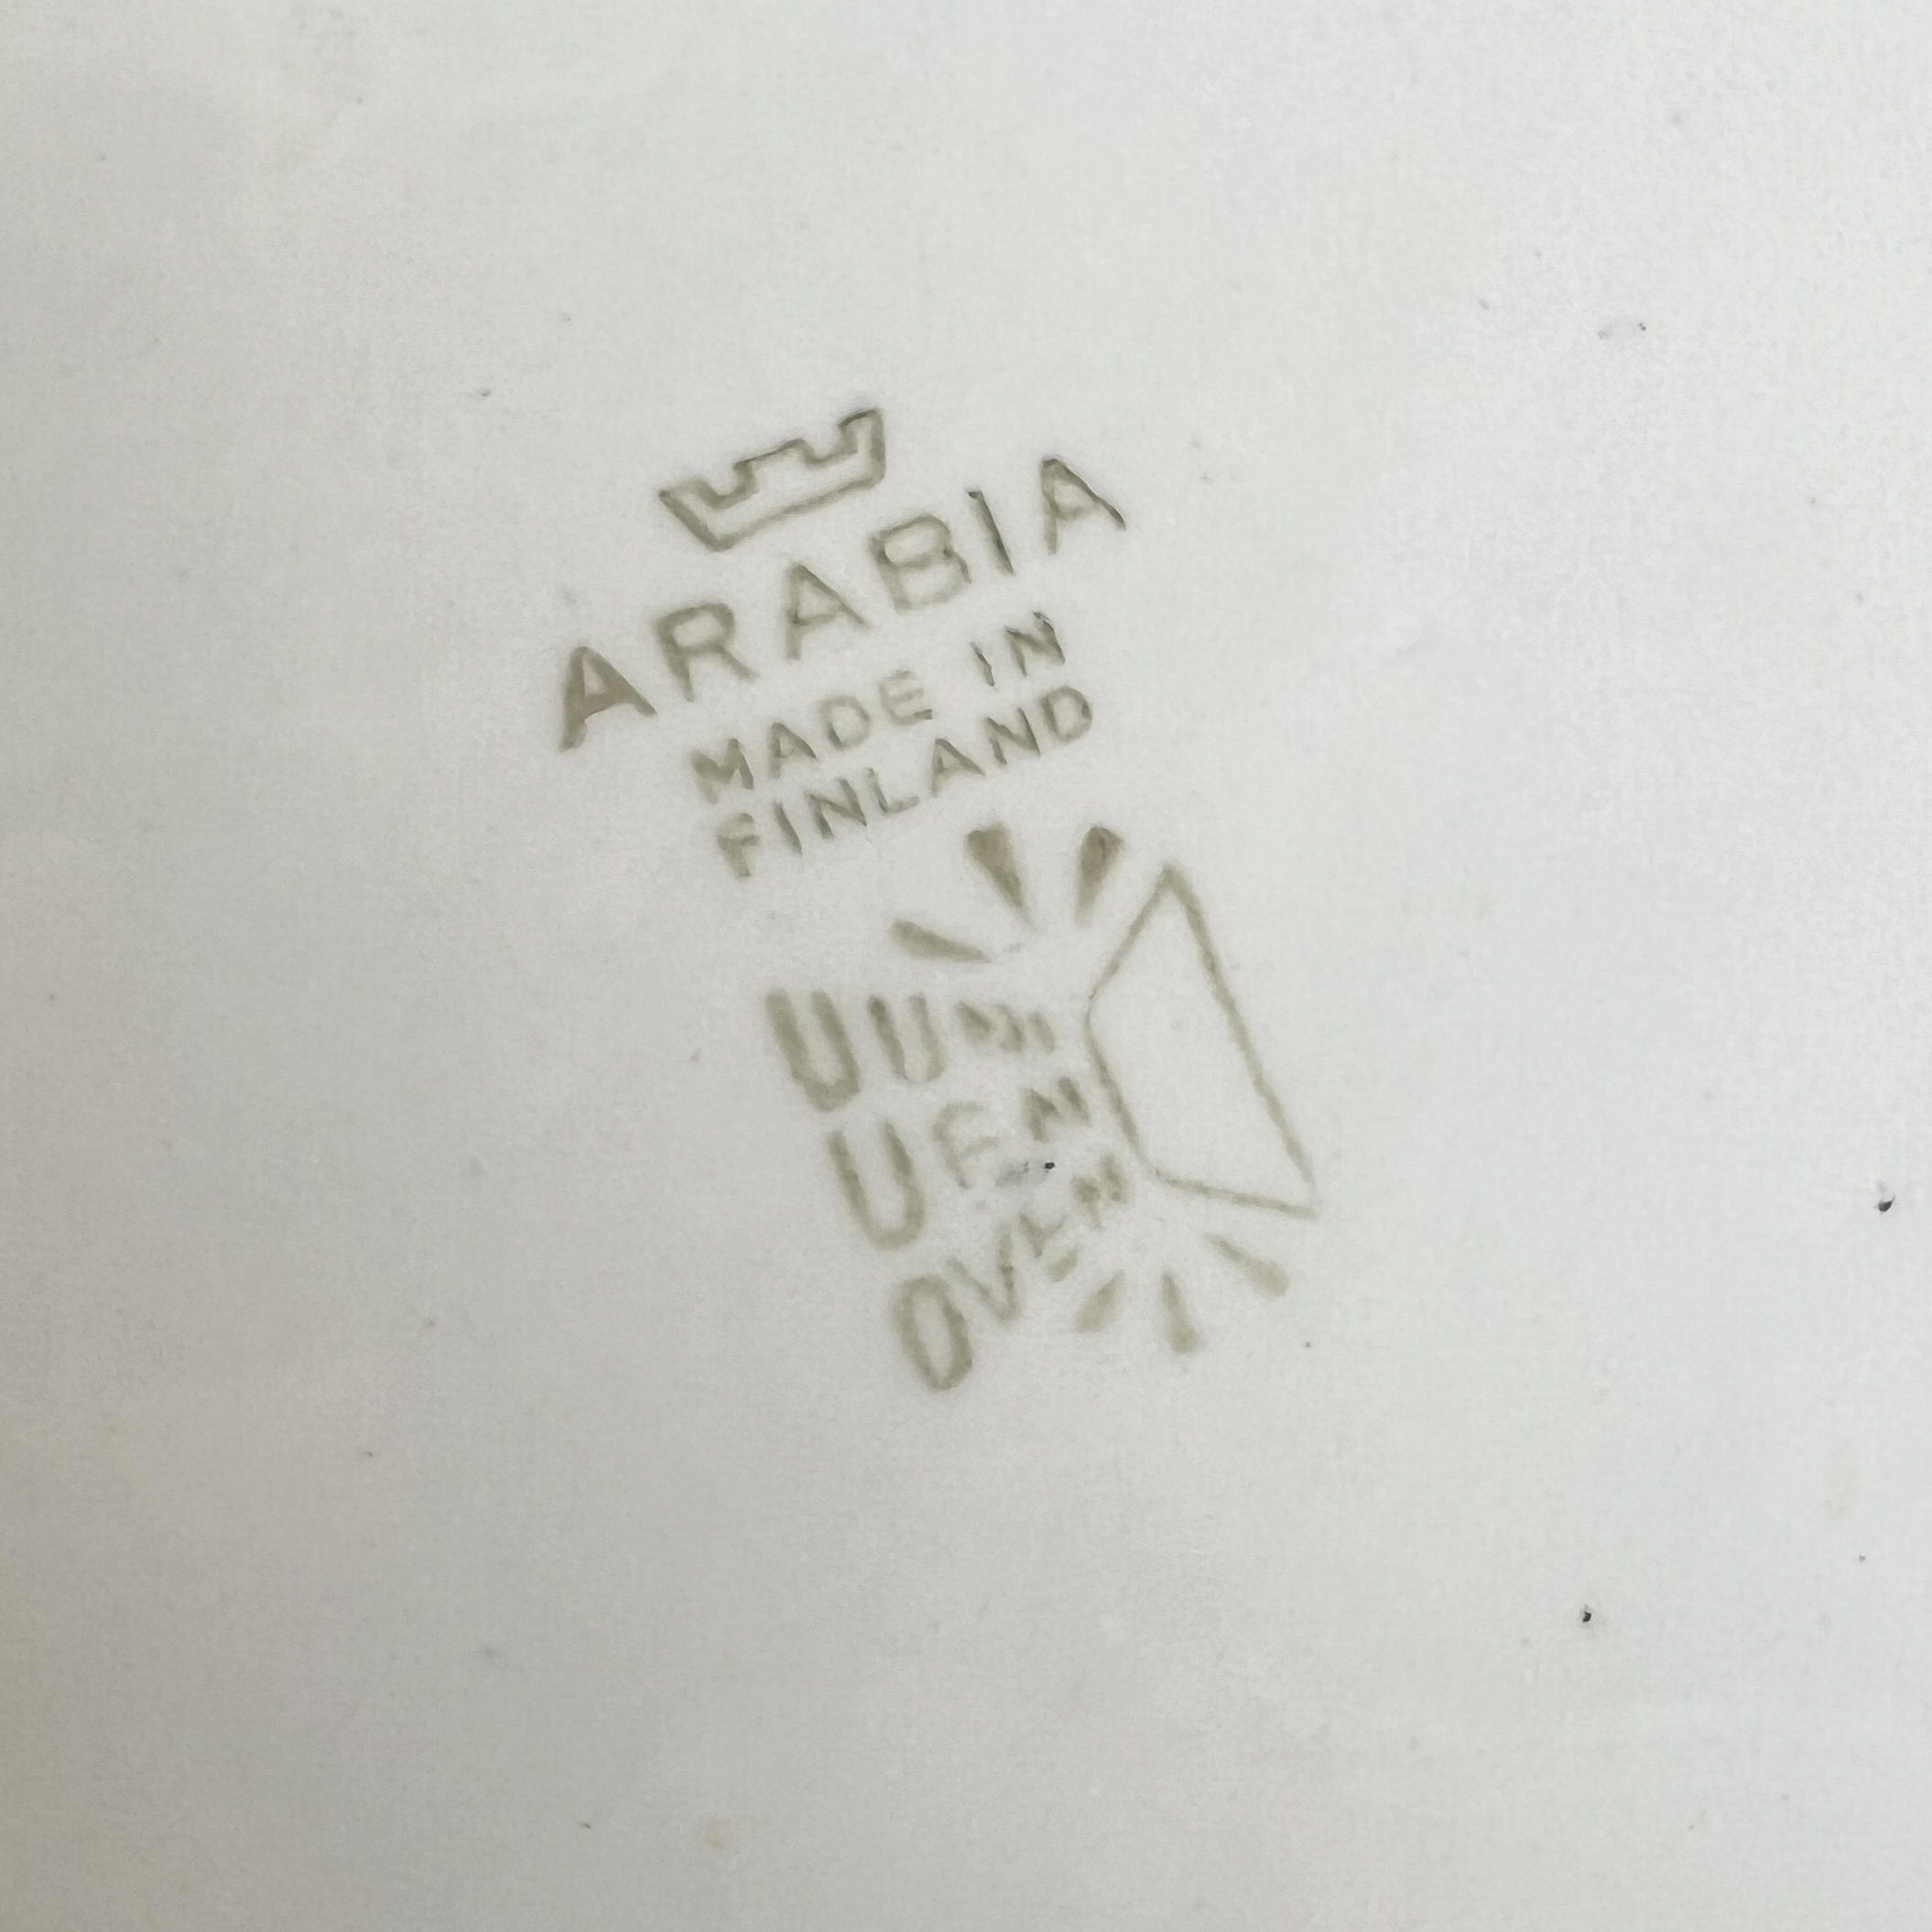 ARABIA
MADE IN
FINLAND
UUNI
UGN
OVEN